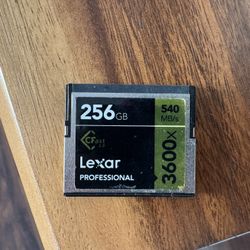 256GB
540
MB/s
CFast
2.0
Lexar
PROFESSIONAL
3600x